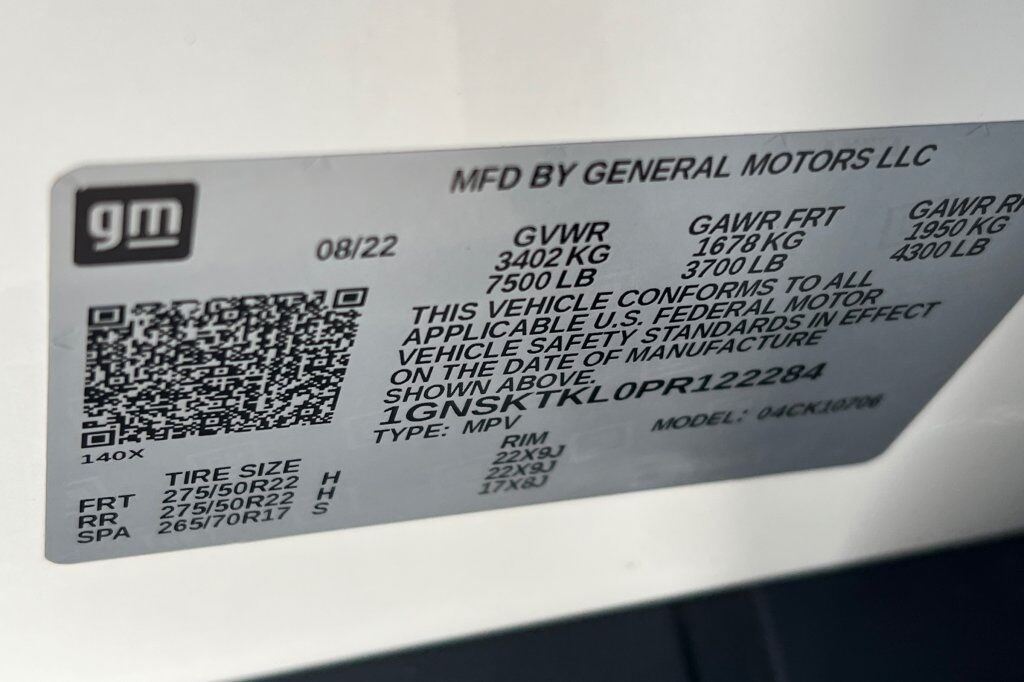 gm
MFD BY GENERAL MOTORS LLC
08/22
GVWR GAWR FRT GAWR
3402 KG 1678 KG 1950 KG
7500 LB 3700 LB 4300 LB
THIS VEHICLE CONFORMS TO ALL
APPLICABLE U.S. FEDERAL MOTOR
VEHICLE SAFETY STANDARDS IN EFFECT
ON THE DATE OF MANUFACTURE
SHOWN ABOVE.
1GNSKTKL0PR122284
TYPE: MPV MODEL: 04CK10706
140X
TIRE SIZE RIM
FRT 275/50R22 H 22X9J
RR 275/50R22 H 22X9J
SPA 265/70R17 S 17X8J